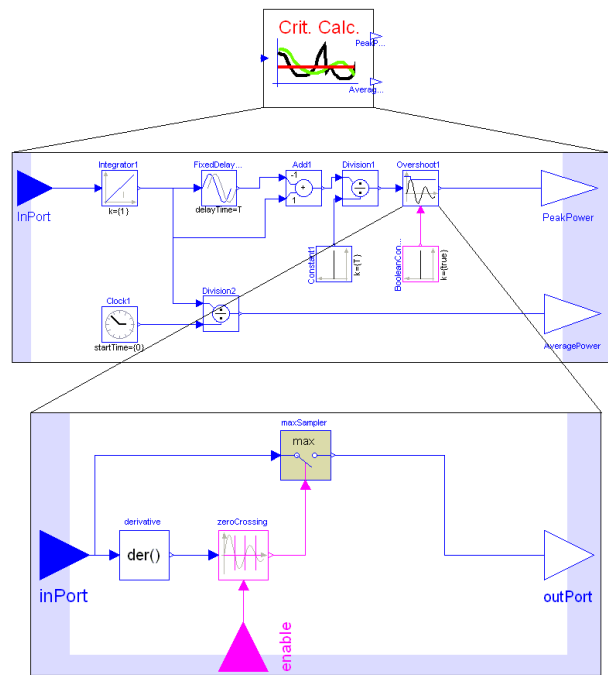 Crit. Calc.
PeakP...
Averag...
Integrator1
k={1}
FixedDelay...
delayTime=T
Add1
-1
+
1
Division1
Overshoot1
InPort
PeakPower
Constant1
k={T}
BooleanCon...
k={true}
Division2
Clock1
startTime={0}
AveragePower
maxSampler
max
derivative
der()
zeroCrossing
inPort
outPort
enable